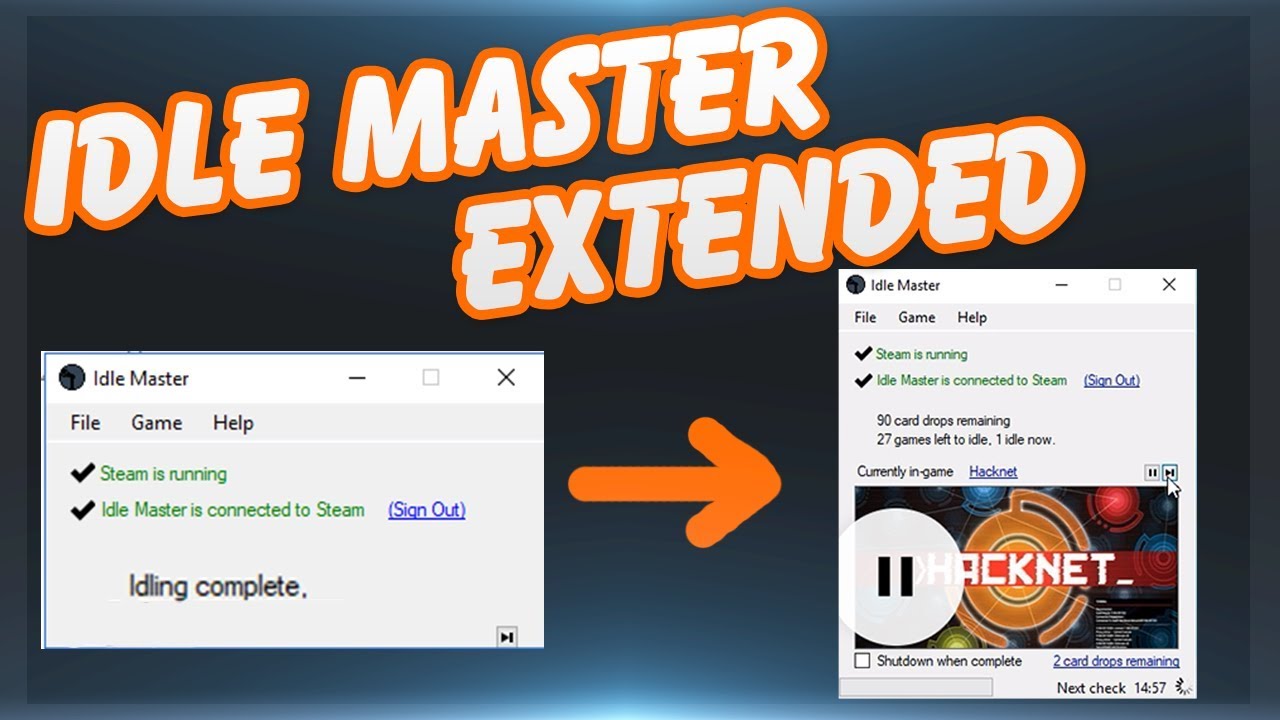 IDLE MASTER
EXTENDED
Idle Master
File Game Help
Steam is running
Idle Master is connected to Steam (Sign Out)
Idling complete.
Idle Master
File Game Help
Steam is running
Idle Master is connected to Steam (Sign Out)
90 card drops remaining
27 games left to idle, 1 idle now.
Currently in-game Hacknet
HACKNET_
Shutdown when complete 2 card drops remaining
Next check 14:57